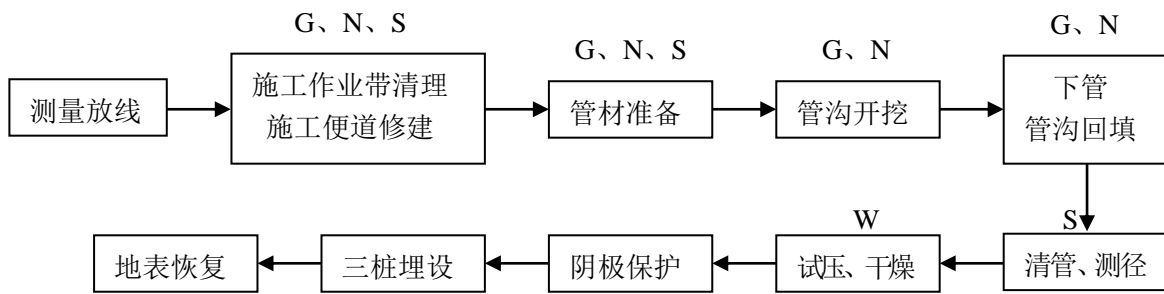 G、N、S
G、N、S
G、N
G、N
测量放线
施工作业带清理
施工便道修建
管材准备
管沟开挖
下管
管沟回填
W
S
地表恢复
三桩埋设
阴极保护
试压、干燥
清管、测径